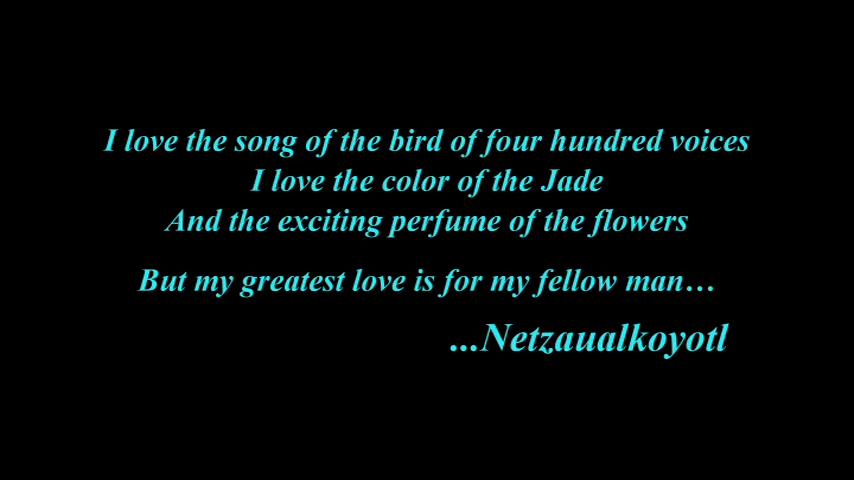 I love the song of the bird of four hundred voices
I love the color of the Jade
And the exciting perfume of the flowers
But my greatest love is for my fellow man…
...Netzaualkoyotl